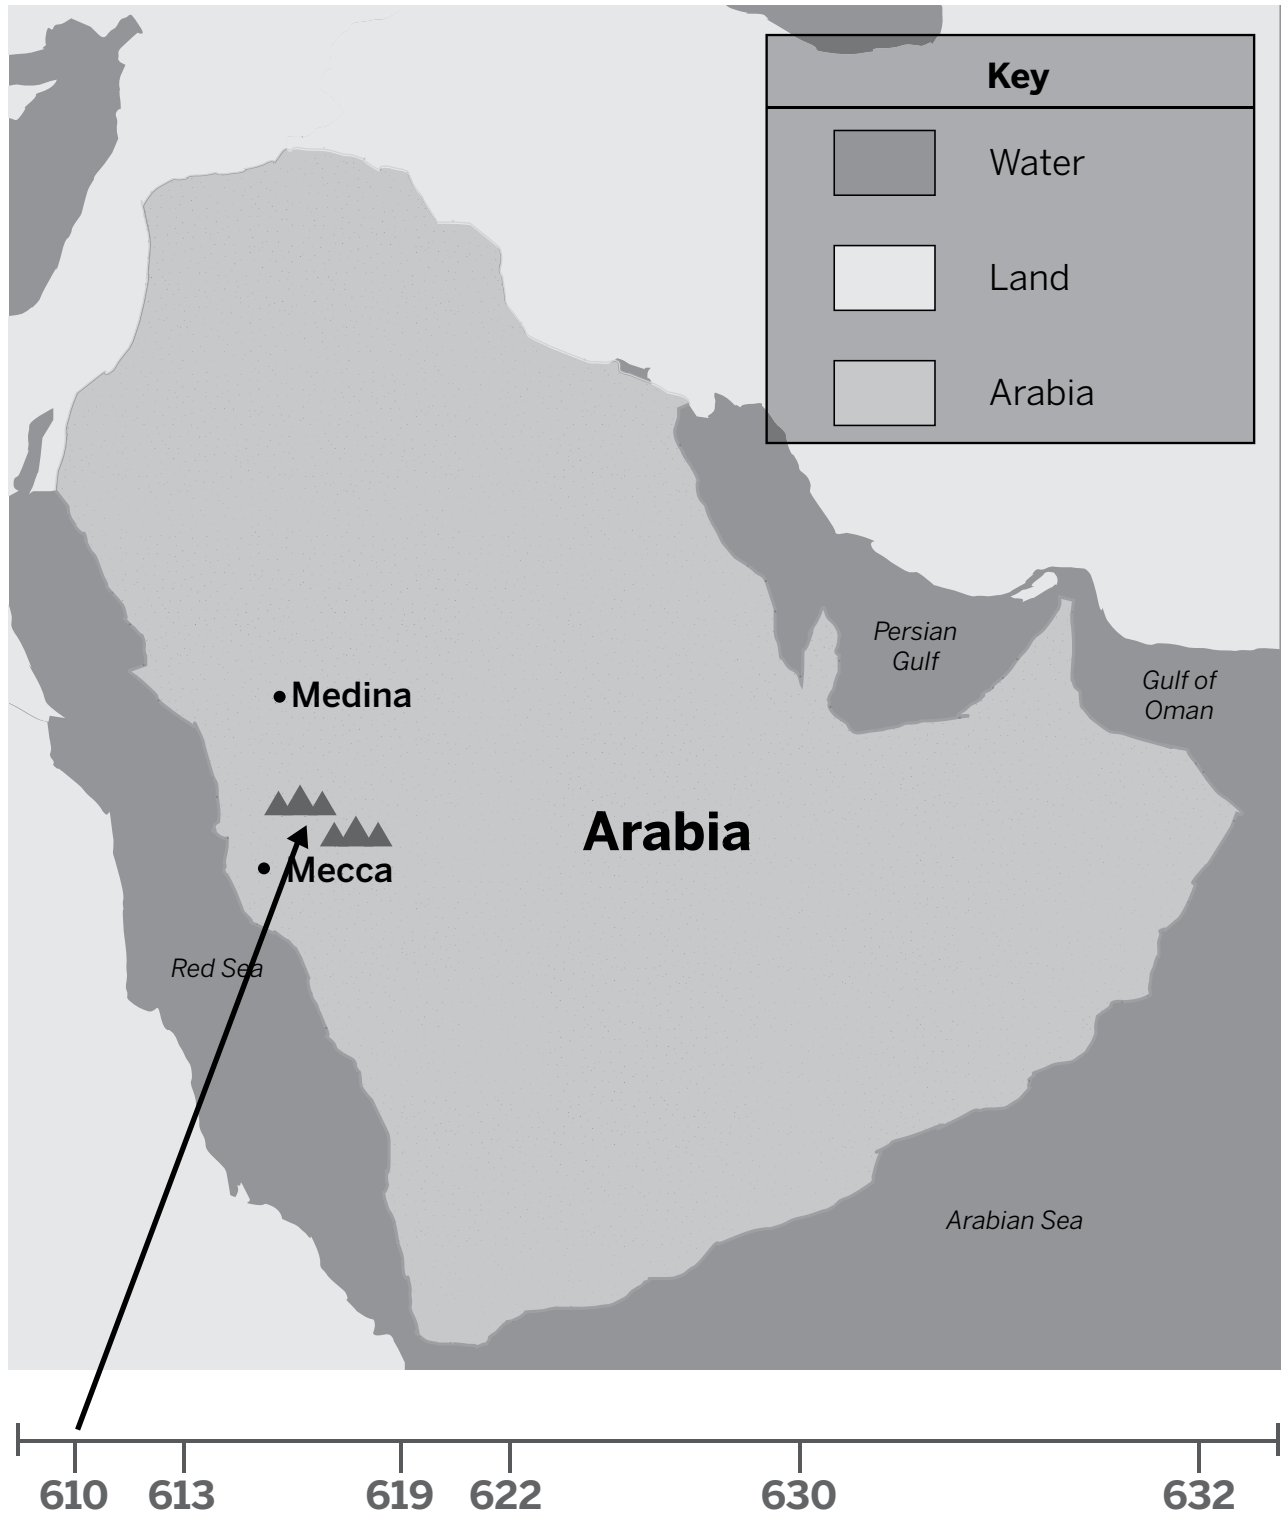 Key
Water
Land
Arabia
Persian
Gulf
Gulf of
Oman
Medina
Arabia
Mecca
Red Sea
Arabian Sea
610 613 619 622 630 632